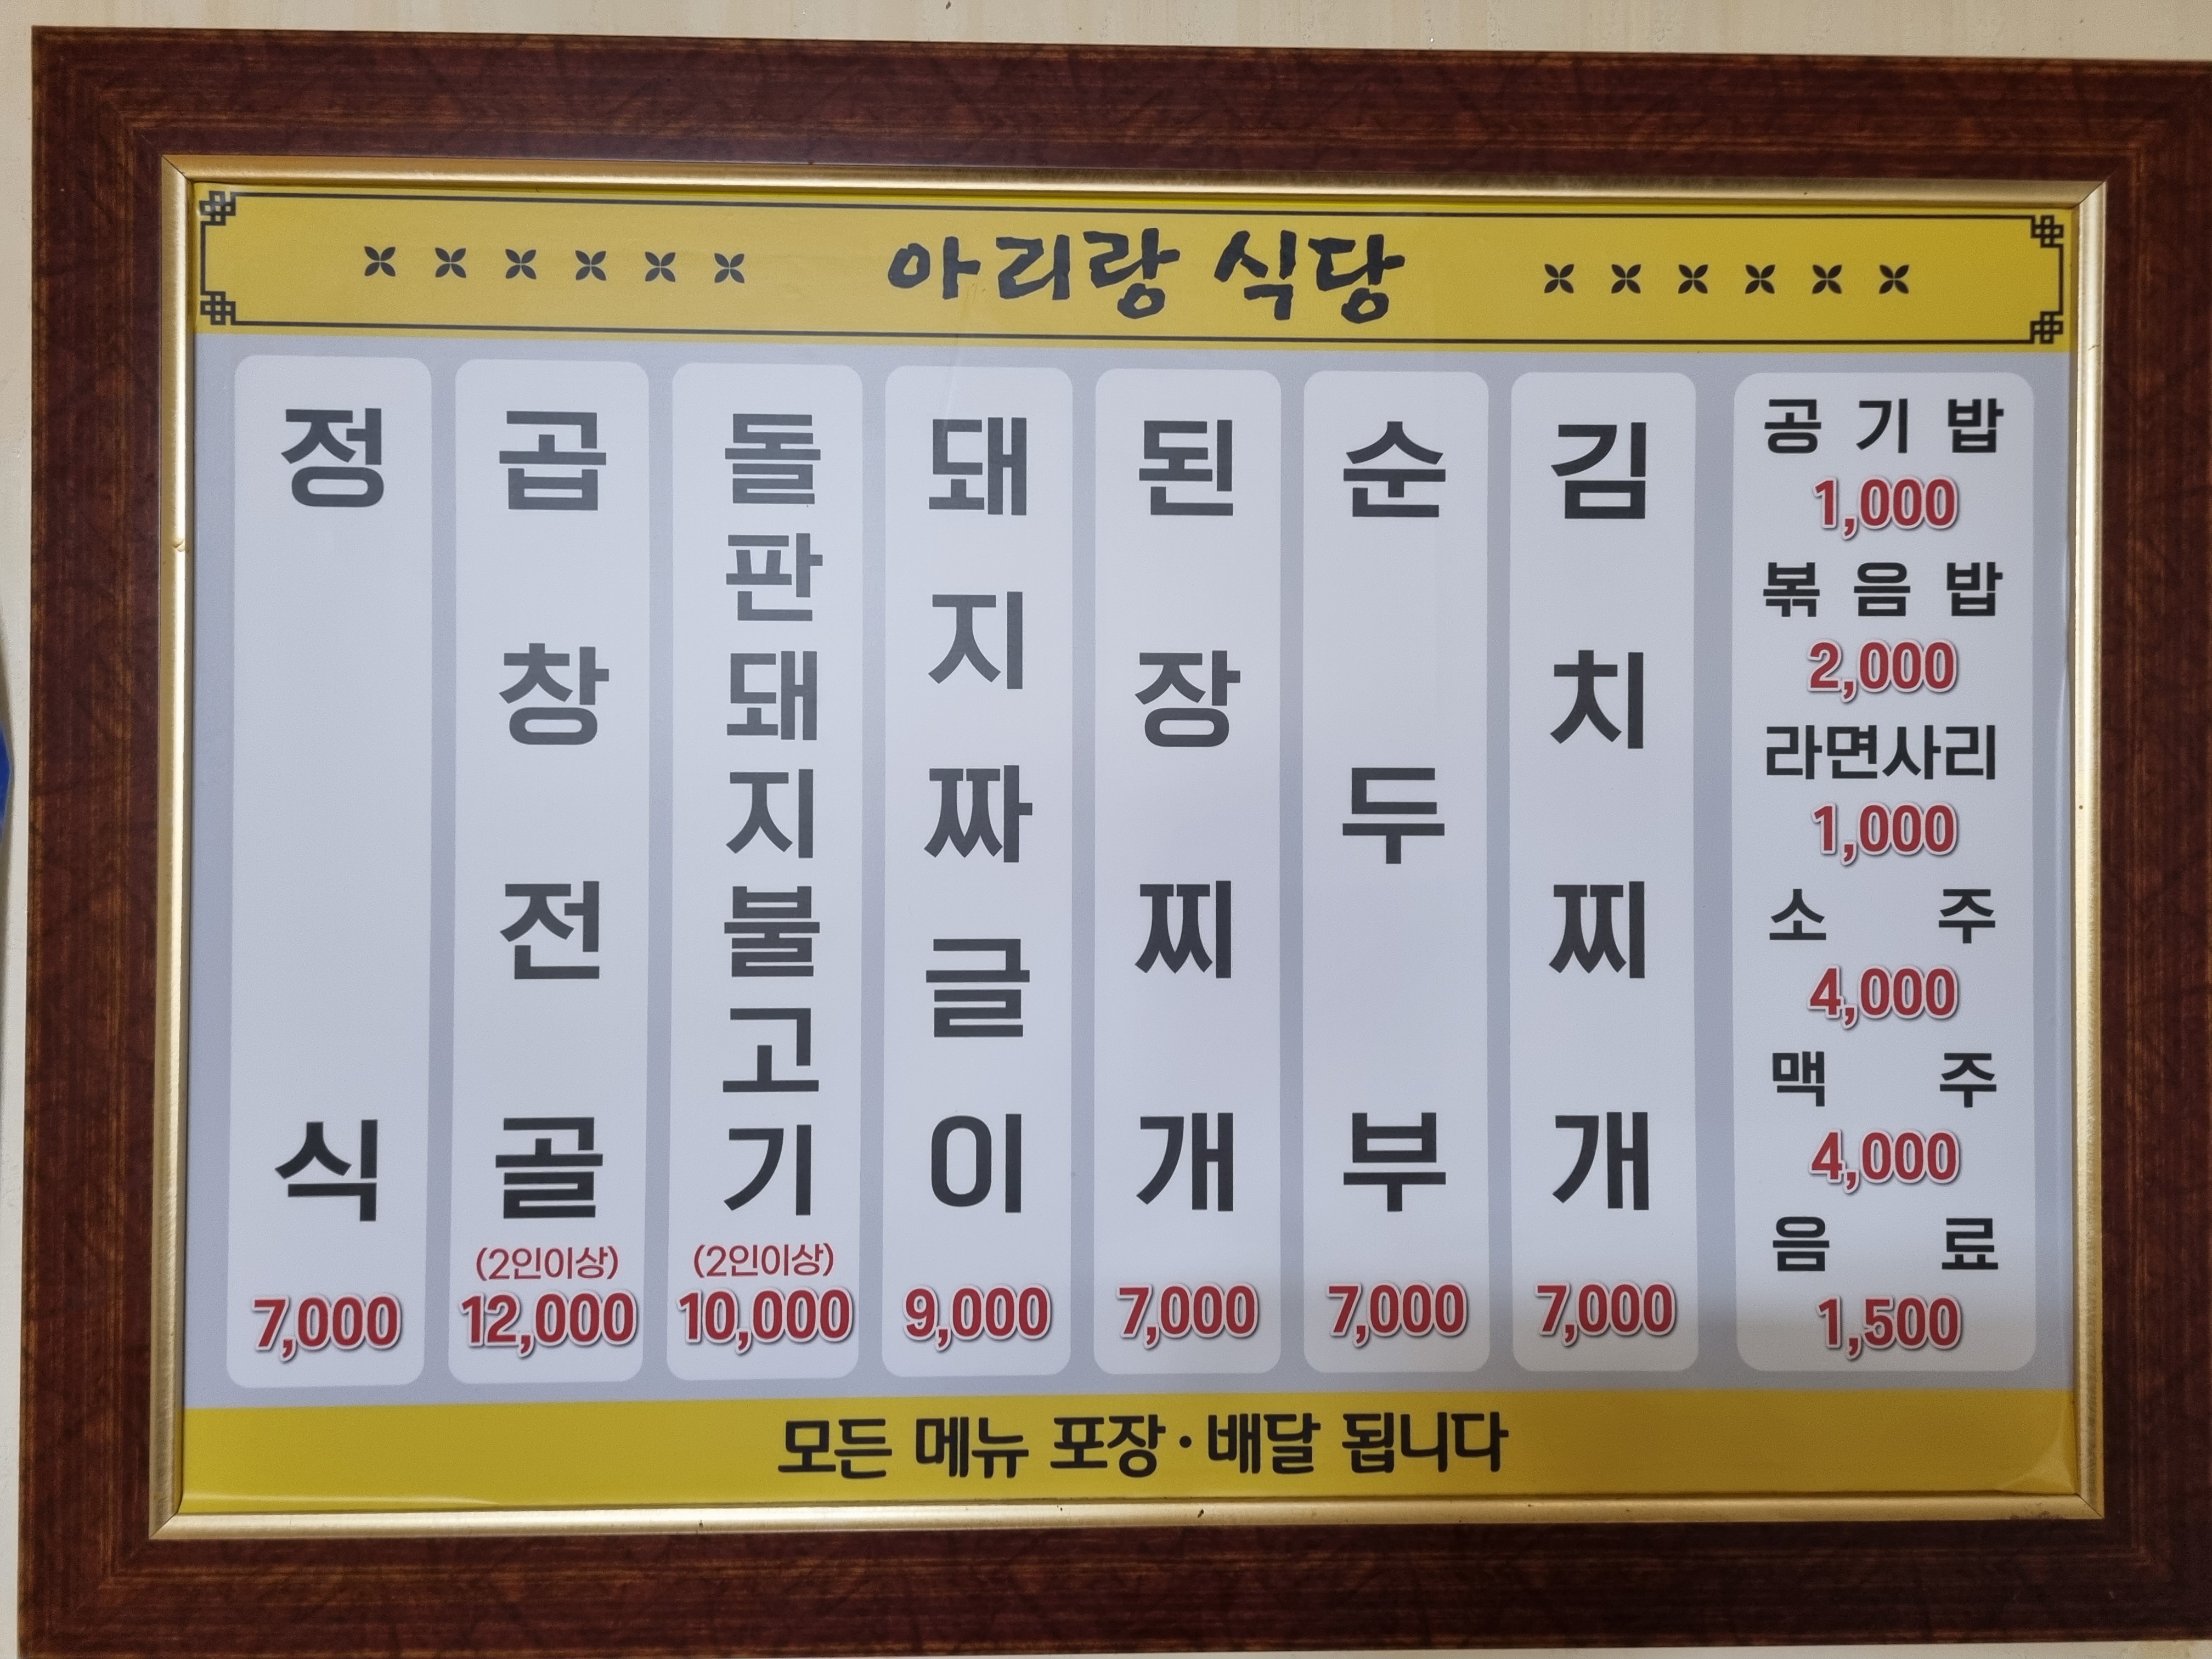 아리랑 식당
정식
7,000
곱창전골
(2인이상)
12,000
돌판돼지불고기
(2인이상)
10,000
돼지짜글이
9,000
된장찌개
7,000
순두부
7,000
김치찌개
7,000
공기밥
1,000
볶음밥
2,000
라면사리
1,000
소주
4,000
맥주
4,000
음료
1,500
모든 메뉴 포장·배달 됩니다